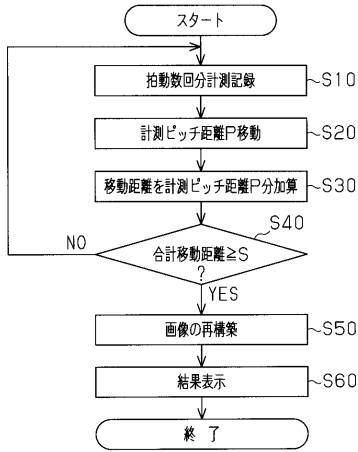 スタート
拍動数回分計測記録 S10
計測ピッチ距離P移動 S20
移動距離を計測ピッチ距離P分加算 S30
S40
NO 合計移動距離≧S
?
YES
画像の再構築 S50
結果表示 S60
終了